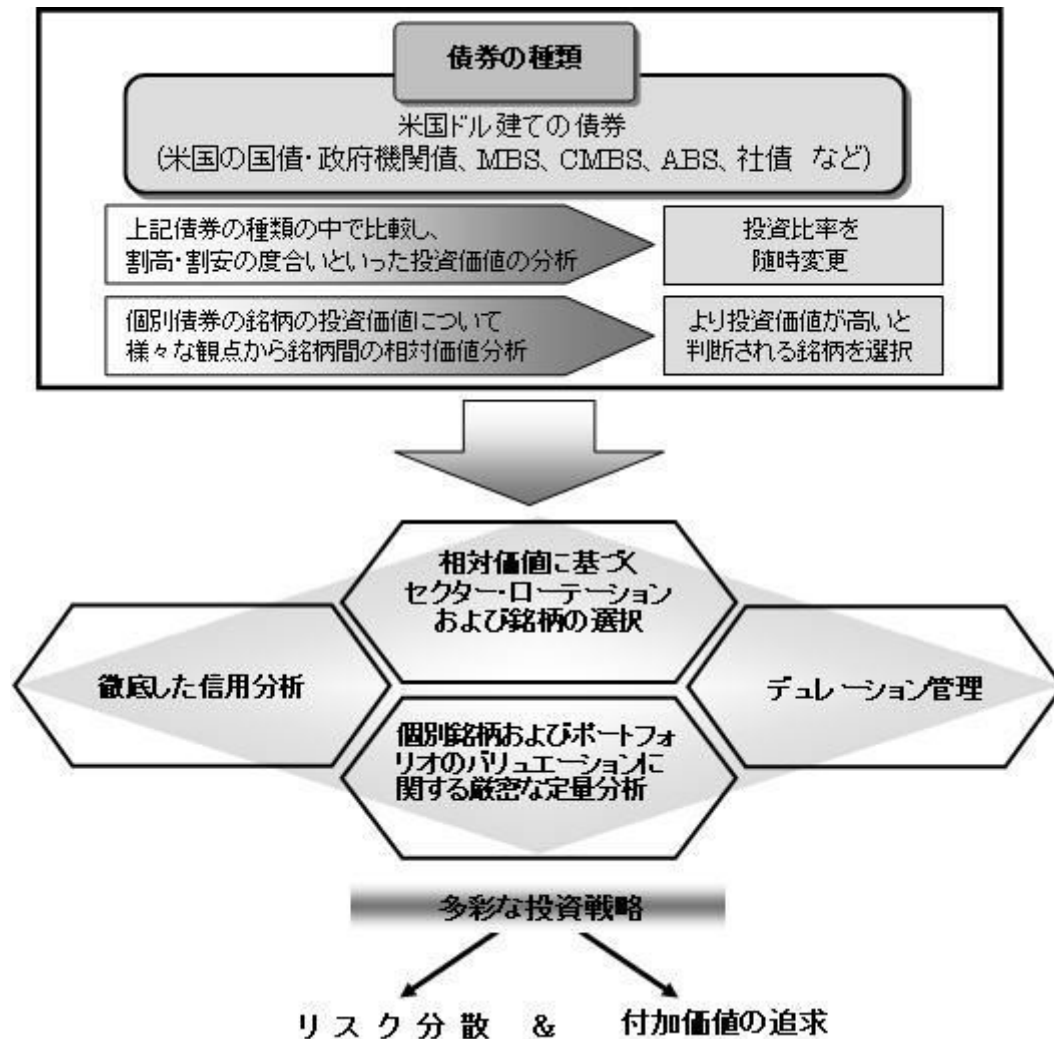 債券の種類
米国ドル建ての債券
(米国の国債・政府機関債、MBS、CMBS、ABS、社債 など)
上記債券の種類の中で比較し、
割高・割安の度合いといった投資価値の分析
投資比率を
随時変更
個別債券の銘柄の投資価値について
様々な観点から銘柄間の相対価値分析
より投資価値が高いと
判断される銘柄を選択
相対価値に基づく
セクター・ローテーション
および銘柄の選択
徹底した信用分析
デュレーション管理
個別銘柄およびポートフォ
リオのバリュエーションに
関する厳密な定量分析
多彩な投資戦略
リスク分散 & 付加価値の追求